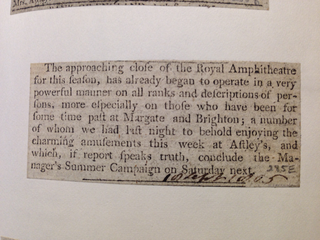 The approaching close of the Royal Amphitheatre
for this season, has already began to operate in a very
powerful manner on all ranks and descriptions of per-
sons, more especially on those who have been for
some time past at Margate and Brighton; a number
of whom we had last night to behold enjoying the
charming amusements this week at Astley's, and
which, if report speaks truth, conclude the Ma-
nager's Summer Campaign on Saturday next.